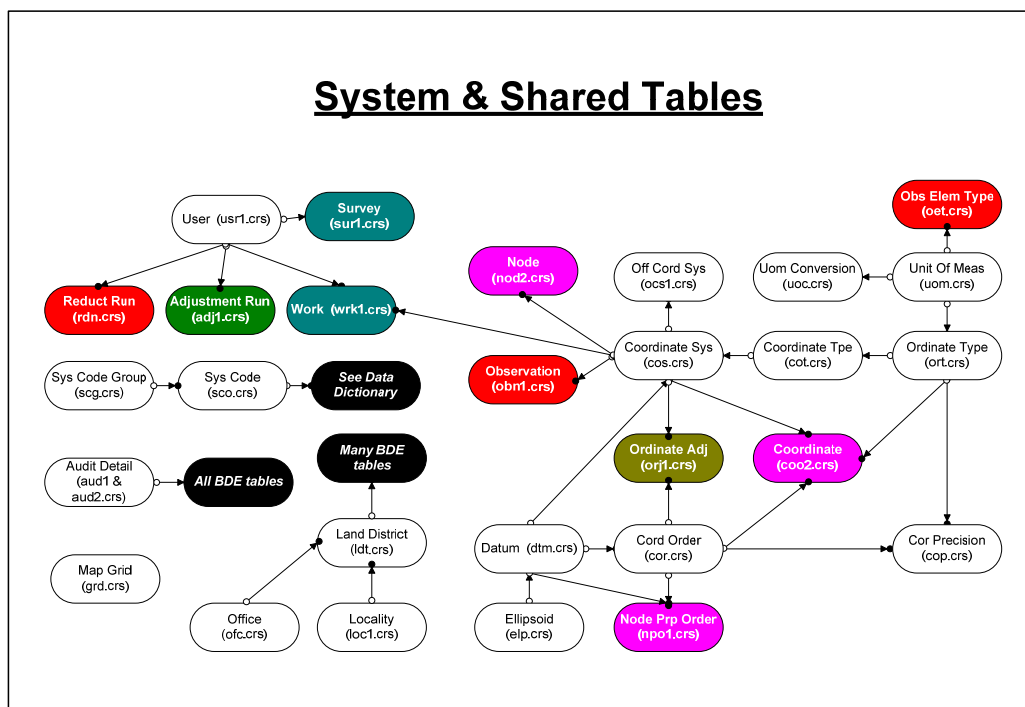 System & Shared Tables
User (usr1.crs)
Survey
(sur1.crs)
Obs Elem Type
(oet.crs)
Node
(nod2.crs)
Off Cord Sys
(ocs1.crs)
Uom Conversion
(uoc.crs)
Unit Of Meas
(uom.crs)
Reduct Run
(rdn.crs)
Adjustment Run
(adj1.crs)
Work (wrk1.crs)
Coordinate Sys
(cos.crs)
Coordinate Tpe
(cot.crs)
Ordinate Type
(ort.crs)
Sys Code Group
(scg.crs)
Sys Code
(sco.crs)
See Data
Dictionary
Observation
(obn1.crs)
Many BDE
tables
Ordinate Adj
(orj1.crs)
Coordinate
(coo2.crs)
Audit Detail
(aud1 &
aud2.crs)
All BDE tables
Land District
(ldt.crs)
Datum (dtm.crs)
Cord Order
(cor.crs)
Cor Precision
(cop.crs)
Map Grid
(grd.crs)
Office
(ofc.crs)
Locality
(loc1.crs)
Ellipsoid
(elp.crs)
Node Prp Order
(npo1.crs)